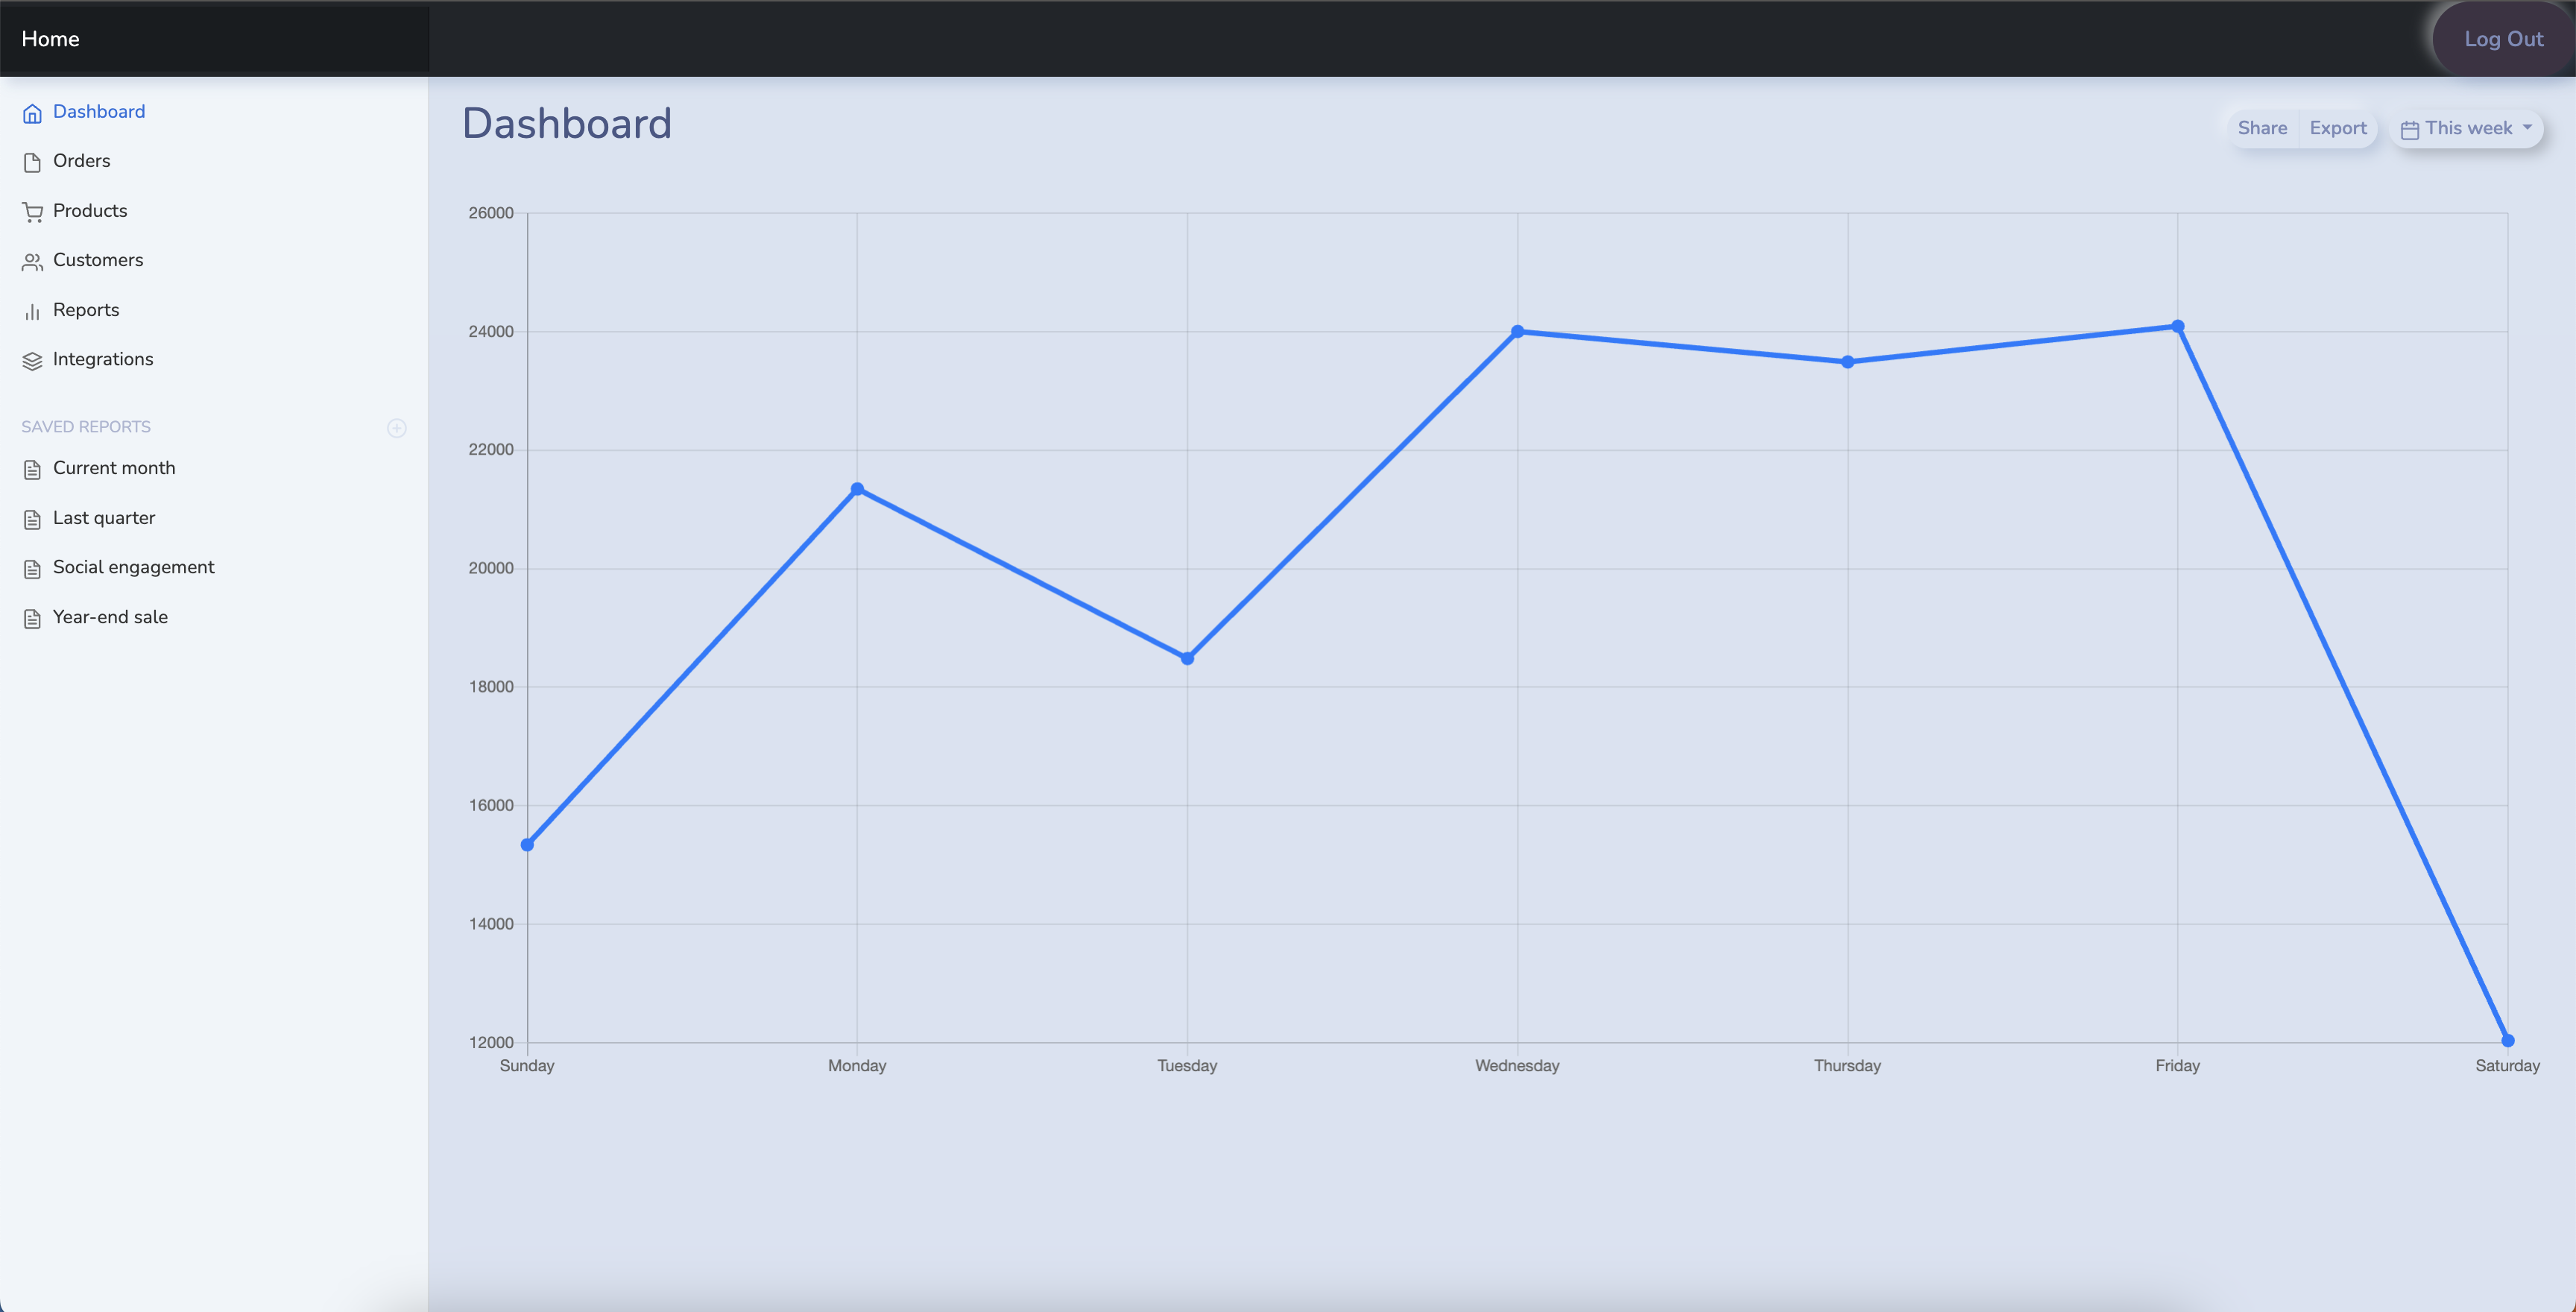 Home
Log Out
Dashboard
Orders
Products
Customers
Reports
Integrations
SAVED REPORTS
Current month
Last quarter
Social engagement
Year-end sale
Dashboard
Share
Export
This week
26000
24000
22000
20000
18000
16000
14000
12000
Sunday
Monday
Tuesday
Wednesday
Thursday
Friday
Saturday